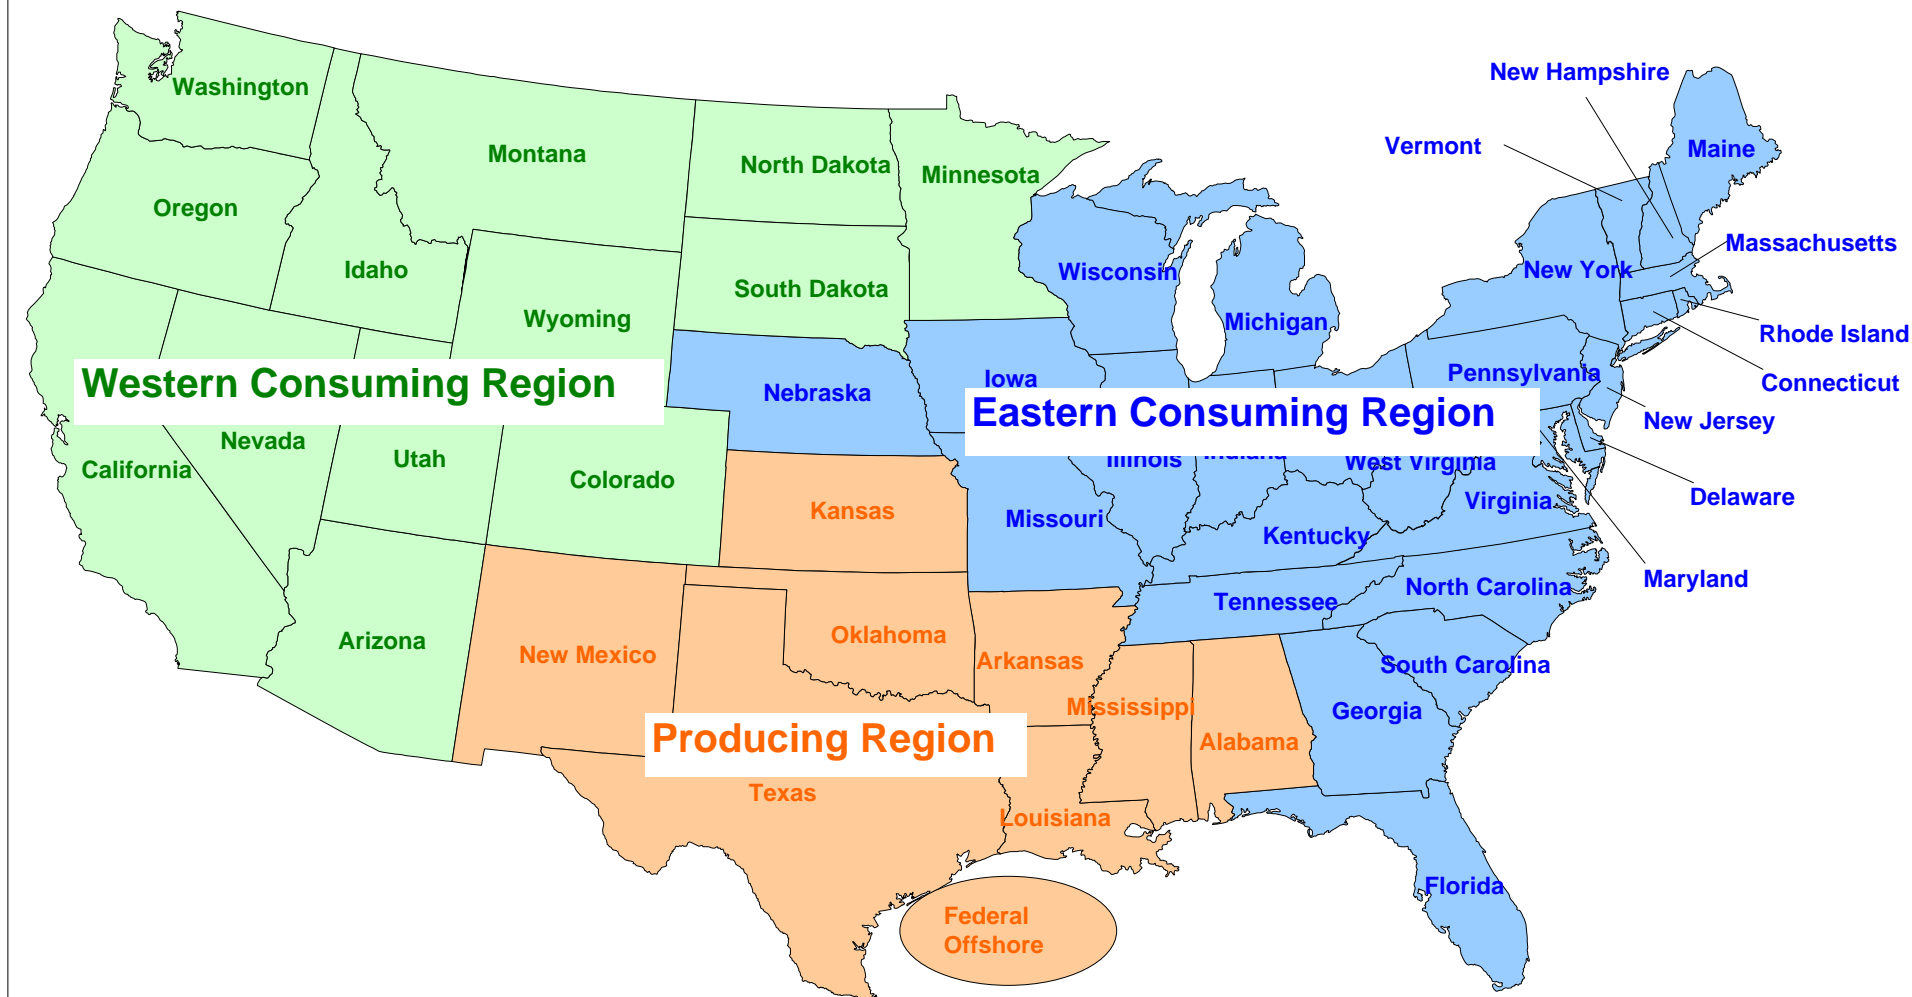 New Hampshire
Washington
Vermont
Maine
Montana
North Dakota
Minnesota
Oregon
Massachusetts
Idaho
Wisconsin
New York
South Dakota
Wyoming
Michigan
Rhode Island
Western Consuming Region
Nebraska
Iowa
Pennsylvania
Connecticut
Eastern Consuming Region
New Jersey
Nevada
Utah
California
Colorado
Illinois
Indiana
West Virginia
Delaware
Kansas
Missouri
Virginia
Kentucky
Maryland
North Carolina
Tennessee
Arizona
New Mexico
Oklahoma
Arkansas
South Carolina
Mississippi
Georgia
Producing Region
Alabama
Texas
Louisiana
Florida
Federal
Offshore